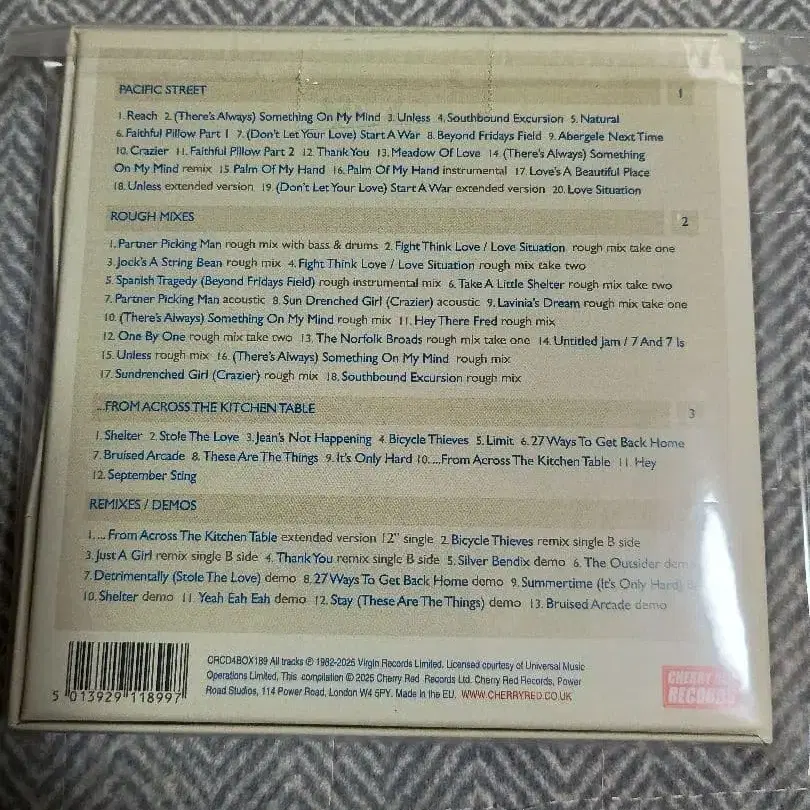 PACIFIC STREET 1
1. Reach 2. (There's Always) Something On My Mind 3. Unless 4. Southbound Excursion 5. Natural
6. Faithful Pillow Part 1 7. (Don't Let Your Love) Start A War 8. Beyond Fridays Field 9. Abergele Next Time
10. Crazier 11. Faithful Pillow Part 2 12. Thank You 13. Meadow Of Love 14. (There's Always) Something
On My Mind remix 15. Palm Of My Hand 16. Palm Of My Hand instrumental 17. Love's A Beautiful Place
18. Unless extended version 19. (Don't Let Your Love) Start A War extended version 20. Love Situation
ROUGH MIXES 2
1. Partner Picking Man rough mix with bass & drums 2. Fight Think Love / Love Situation rough mix take one
3. Jock's A String Bean rough mix 4. Fight Think Love / Love Situation rough mix take two
5. Spanish Tragedy (Beyond Fridays Field) rough instrumental mix 6. Take A Little Shelter rough mix take two
7. Partner Picking Man acoustic 8. Sun Drenched Girl (Crazier) acoustic 9. Lavinia's Dream rough mix take one
10. (There's Always) Something On My Mind rough mix 11. Hey There Fred rough mix
12. One By One rough mix take two 13. The Norfolk Broads rough mix take one 14. Untitled Jam / 7 And 7 Is
15. Unless rough mix 16. (There's Always) Something On My Mind rough mix
17. Sundrenched Girl (Crazier) rough mix 18. Southbound Excursion rough mix
...FROM ACROSS THE KITCHEN TABLE 3
1. Shelter 2. Stole The Love 3. Jean's Not Happening 4. Bicycle Thieves 5. Limit 6. 27 Ways To Get Back Home
7. Bruised Arcade 8. These Are The Things 9. It's Only Hard 10. ...From Across The Kitchen Table 11. Hey
12. September Sting
REMIXES / DEMOS
1. ... From Across The Kitchen Table extended version 12" single 2. Bicycle Thieves remix single B side
3. Just A Girl remix single B side 4. Thank You remix single B side 5. Silver Bendix demo 6. The Outsider dem
7. Detrimentally (Stole The Love) demo 8. 27 Ways To Get Back Home demo 9. Summertime (It's Only Hard)
10. Shelter demo 11. Yeah Eah Eah demo 12. Stay (These Are The Things) demo 13. Bruised Arcade demo
CRCD4BOX189 All tracks ℗ 1982-2025 Virgin Records Limited. Licensed courtesy of Universal Music
Operations Limited. This compilation © 2025 Cherry Red Records Ltd. Cherry Red Records, Power
Road Studios, 114 Power Road, London W4 5PY. Made in the EU. WWW.CHERRYRED.CO.UK
5 013929 118997
CHERRY
RECORDS